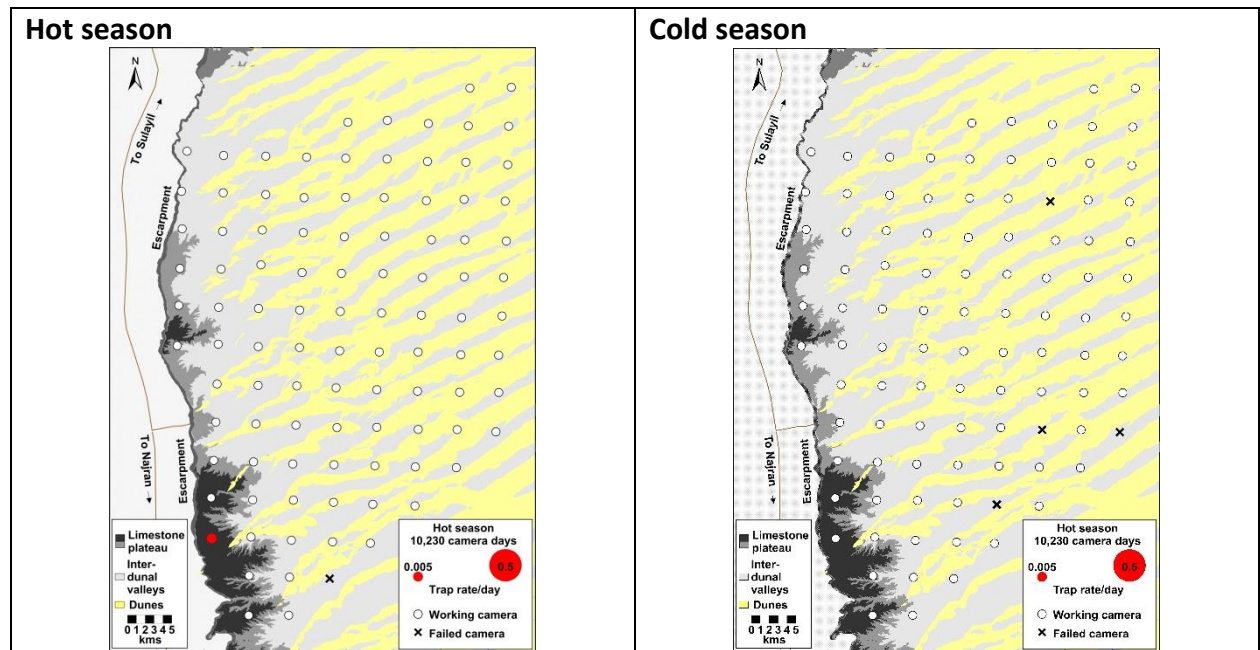 Hot season
N
To Sulayil
Escarpment
To Najran
Escarpment
Limestone
plateau
Inter-
dunal
valleys
Dunes
0 1 2 3 4 5
kms
Hot season
10,230 camera days
0.005
0.5
Trap rate/day
Working camera
Failed camera
Cold season
N
To Sulayil
Escarpment
To Najran
Escarpment
Limestone
plateau
Inter-
dunal
valleys
Dunes
0 1 2 3 4 5
kms
Hot season
10,230 camera days
0.005
0.5
Trap rate/day
Working camera
Failed camera